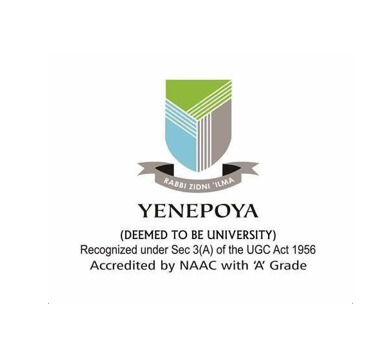 RABBI ZIDNI 'ILMA
YENEPOYA
(DEEMED TO BE UNIVERSITY)
Recognized under Sec 3(A) of the UGC Act 1956
Accredited by NAAC with 'A' Grade